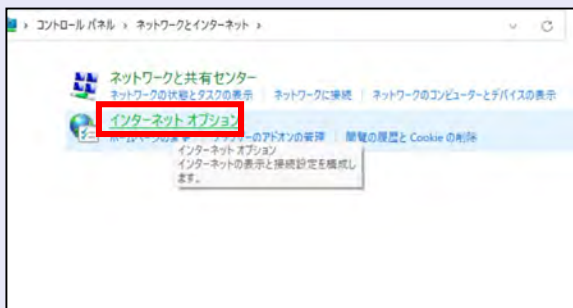 コントロール パネル › ネットワークとインターネット ›
ネットワークと共有センター
ネットワークの状態とタスクの表示 | ネットワークに接続 | ネットワークのコンピューターとデバイスの表示
インターネット オプション
のアドオンの管理 | 閲覧の履歴と Cookie の削除
インターネット オプション
インターネットの表示と接続設定を構成し
ます。